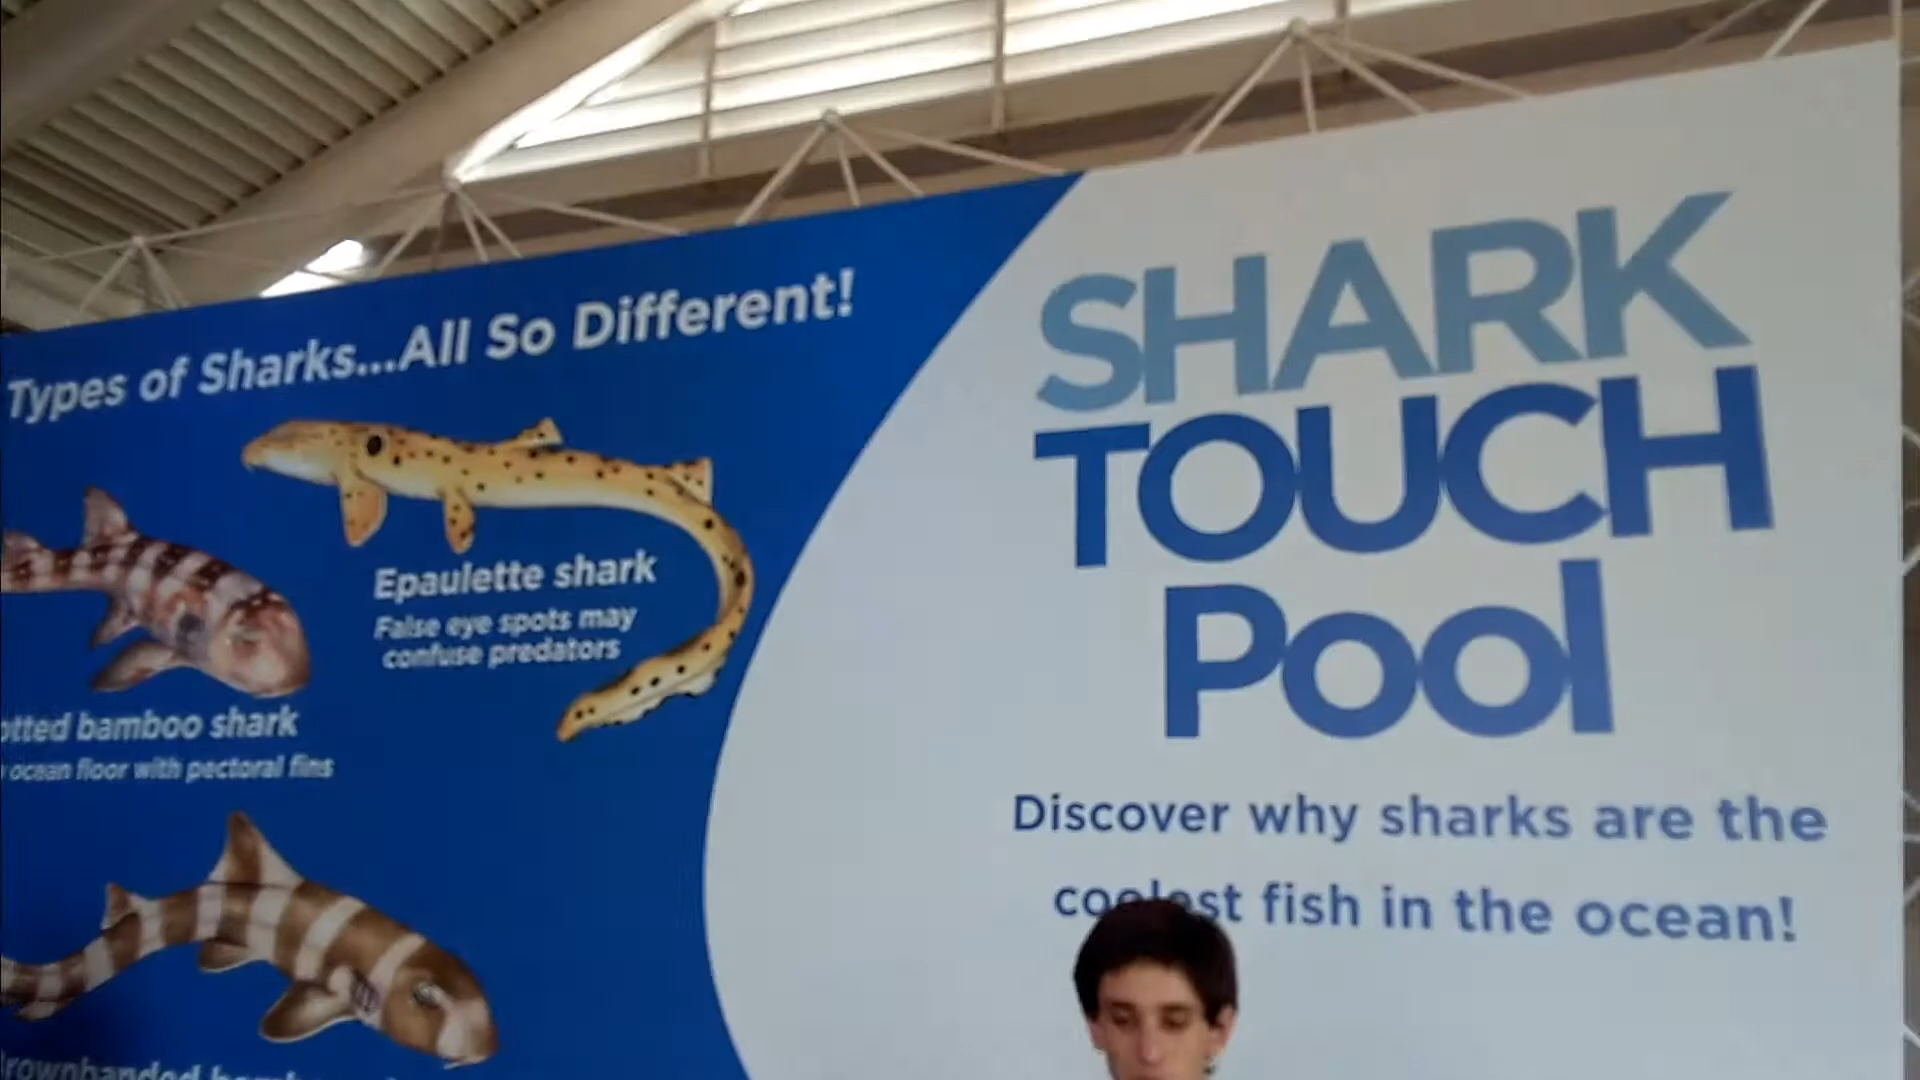 Types of Sharks...All So Different!
Epaulette shark
False eye spots may
confuse predators
otted bamboo shark
ocean floor with pectoral fins
SHARK
TOUCH
Pool
Discover why sharks are the
coolest fish in the ocean!